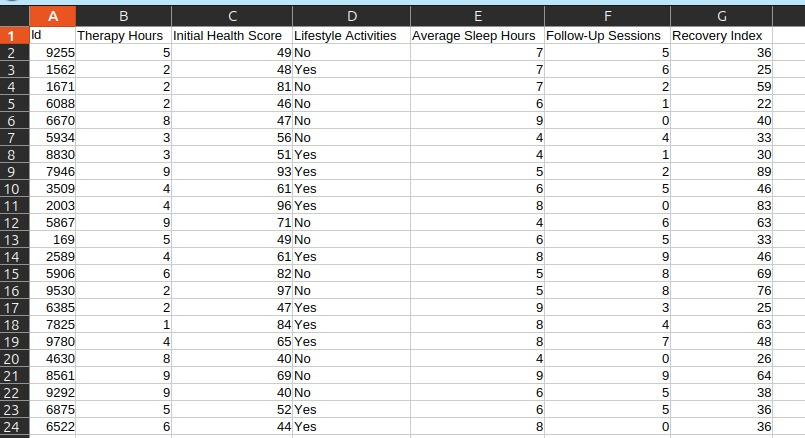 A B C D E F G
1 Id Therapy Hours Initial Health Score Lifestyle Activities Average Sleep Hours Follow-Up Sessions Recovery Index
2 9255 5 49 No 7 5 36
3 1562 2 48 Yes 7 6 25
4 1671 2 81 No 7 2 59
5 6088 2 46 No 6 1 22
6 6670 8 47 No 9 0 40
7 5934 3 56 No 4 4 33
8 8830 3 51 Yes 4 1 30
9 7946 9 93 Yes 5 2 89
10 3509 4 61 Yes 6 5 46
11 2003 4 96 Yes 8 0 83
12 5867 9 71 No 4 6 63
13 169 5 49 No 6 5 33
14 2589 4 61 Yes 8 9 46
15 5906 6 82 No 5 8 69
16 9530 2 97 No 5 8 76
17 6385 2 47 Yes 9 3 25
18 7825 1 84 Yes 8 4 63
19 9780 4 65 Yes 8 7 48
20 4630 8 40 No 4 0 26
21 8561 9 69 No 9 9 64
22 9292 9 40 No 6 5 38
23 6875 5 52 Yes 6 5 36
24 6522 6 44 Yes 8 0 36